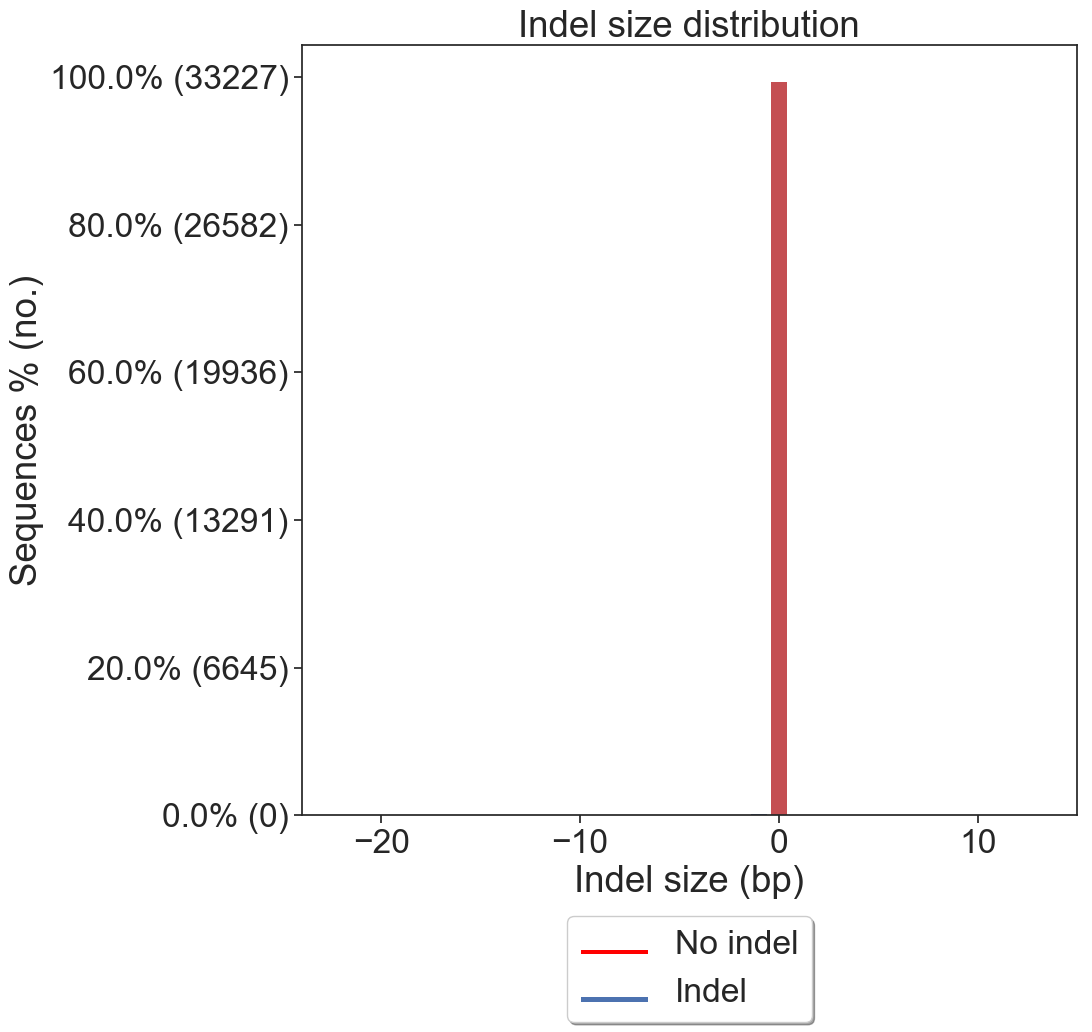 Indel size distribution
100.0% (33227)
80.0% (26582)
60.0% (19936)
40.0% (13291)
20.0% (6645)
0.0% (0)
Sequences % (no.)
−20
−10
0
10
Indel size (bp)
No indel
Indel